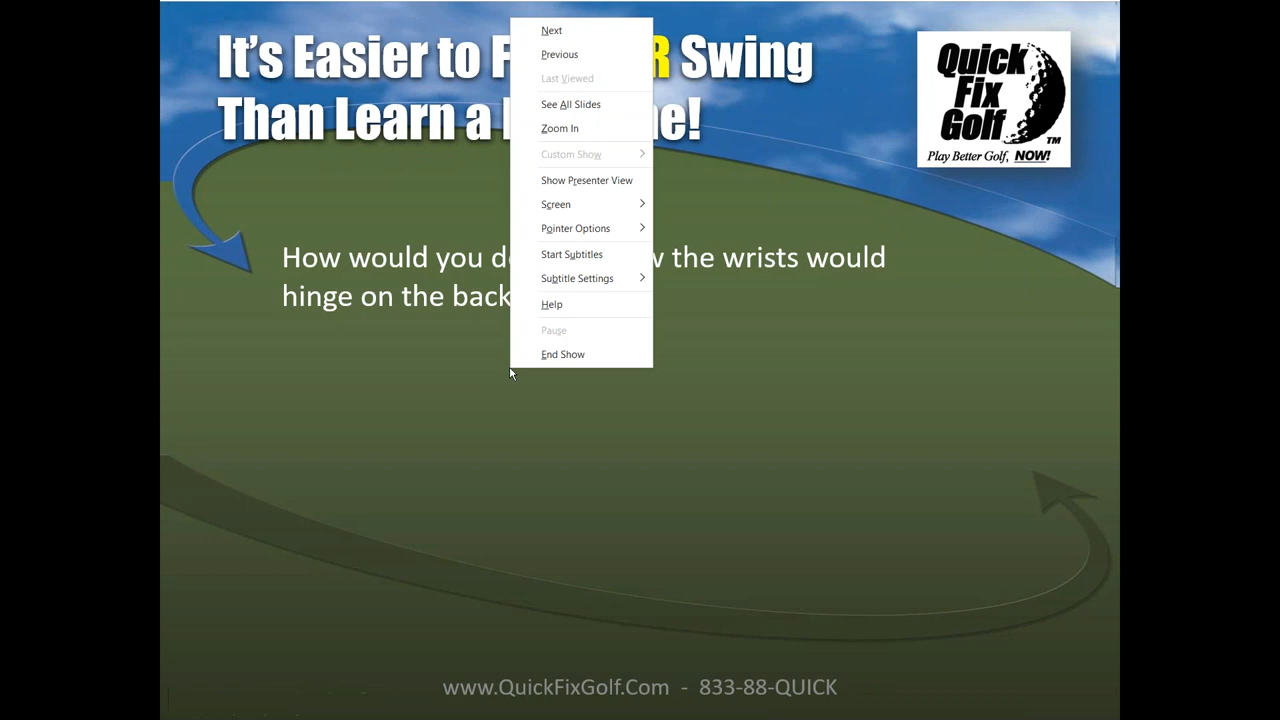 It's Easier to F R Swing
Than Learn a ne!
Quick
Fix
Golf
TM
Play Better Golf, NOW!
Next
Previous
Last Viewed
See All Slides
Zoom In
Custom Show
Show Presenter View
Screen
Pointer Options
Start Subtitles
Subtitle Settings
Help
Pause
End Show
How would you d w the wrists would
hinge on the back
www.QuickFixGolf.Com - 833-88-QUICK